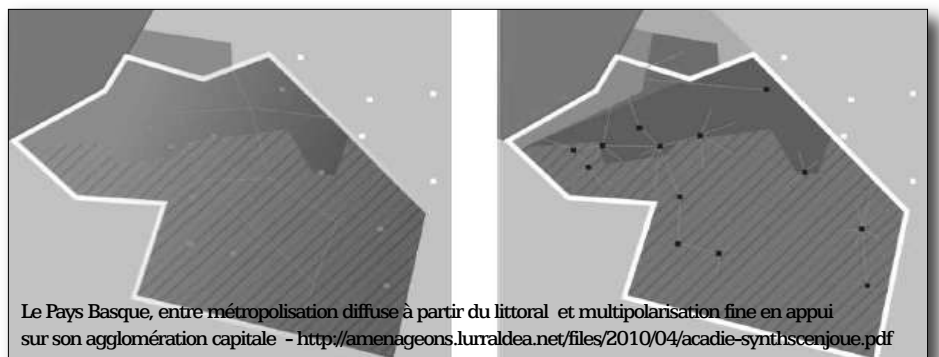 Le Pays Basque, entre métropolisation diffuse à partir du littoral et multipolarisation fine en appui
sur son agglomération capitale - http://amenageons.lurraldea.net/files/2010/04/acadie-synthscenjoue.pdf